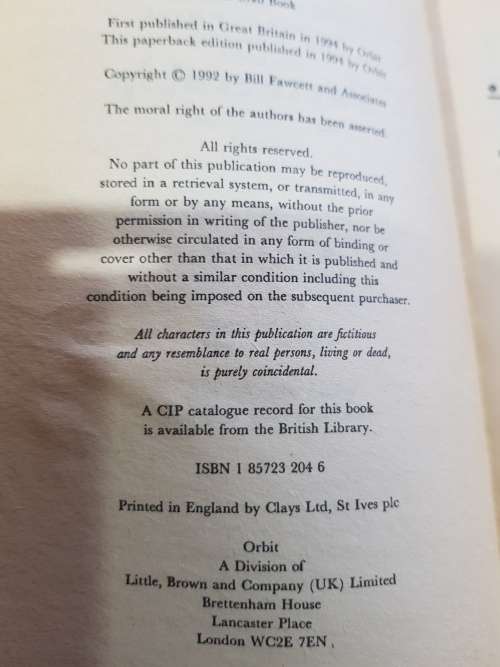 Book
First published in Great Britain in 1994 by Orbit
This paperback edition published in 1994 by Orbit
Copyright © 1992 by Bill Fawcett and Associates
The moral right of the authors has been asserted.
All rights reserved.
No part of this publication may be reproduced,
stored in a retrieval system, or transmitted, in any
form or by any means, without the prior
permission in writing of the publisher, nor be
otherwise circulated in any form of binding or
cover other than that in which it is published and
without a similar condition including this
condition being imposed on the subsequent purchaser.
All characters in this publication are fictitious
and any resemblance to real persons, living or dead,
is purely coincidental.
A CIP catalogue record for this book
is available from the British Library.
ISBN 1 85723 204 6
Printed in England by Clays Ltd, St Ives plc
Orbit
A Division of
Little, Brown and Company (UK) Limited
Brettenham House
Lancaster Place
London WC2E 7EN